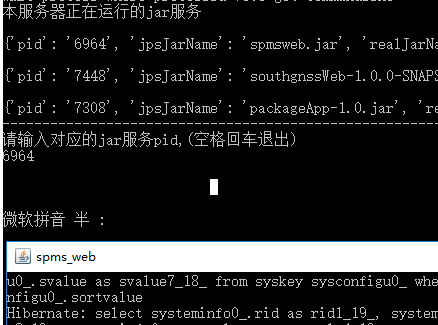 本服务器正在运行的jar服务
{'pid': '6964', 'jpsJarName': 'spmsweb.jar', 'realJarNa
{'pid': '7448', 'jpsJarName': 'southgnssWeb-1.0.0-SNAPS
{'pid': '7308', 'jpsJarName': 'packageApp-1.0.jar', 're
请输入对应的jar服务pid,(空格回车退出)
6964
微软拼音 半 :
spms_web
u0_.svalue as svalue7_18_ from syskey sysconfigu0_ whe
nfigu0_.sortvalue
Hibernate: select systeminfo0_.rid as rid1_19_, system